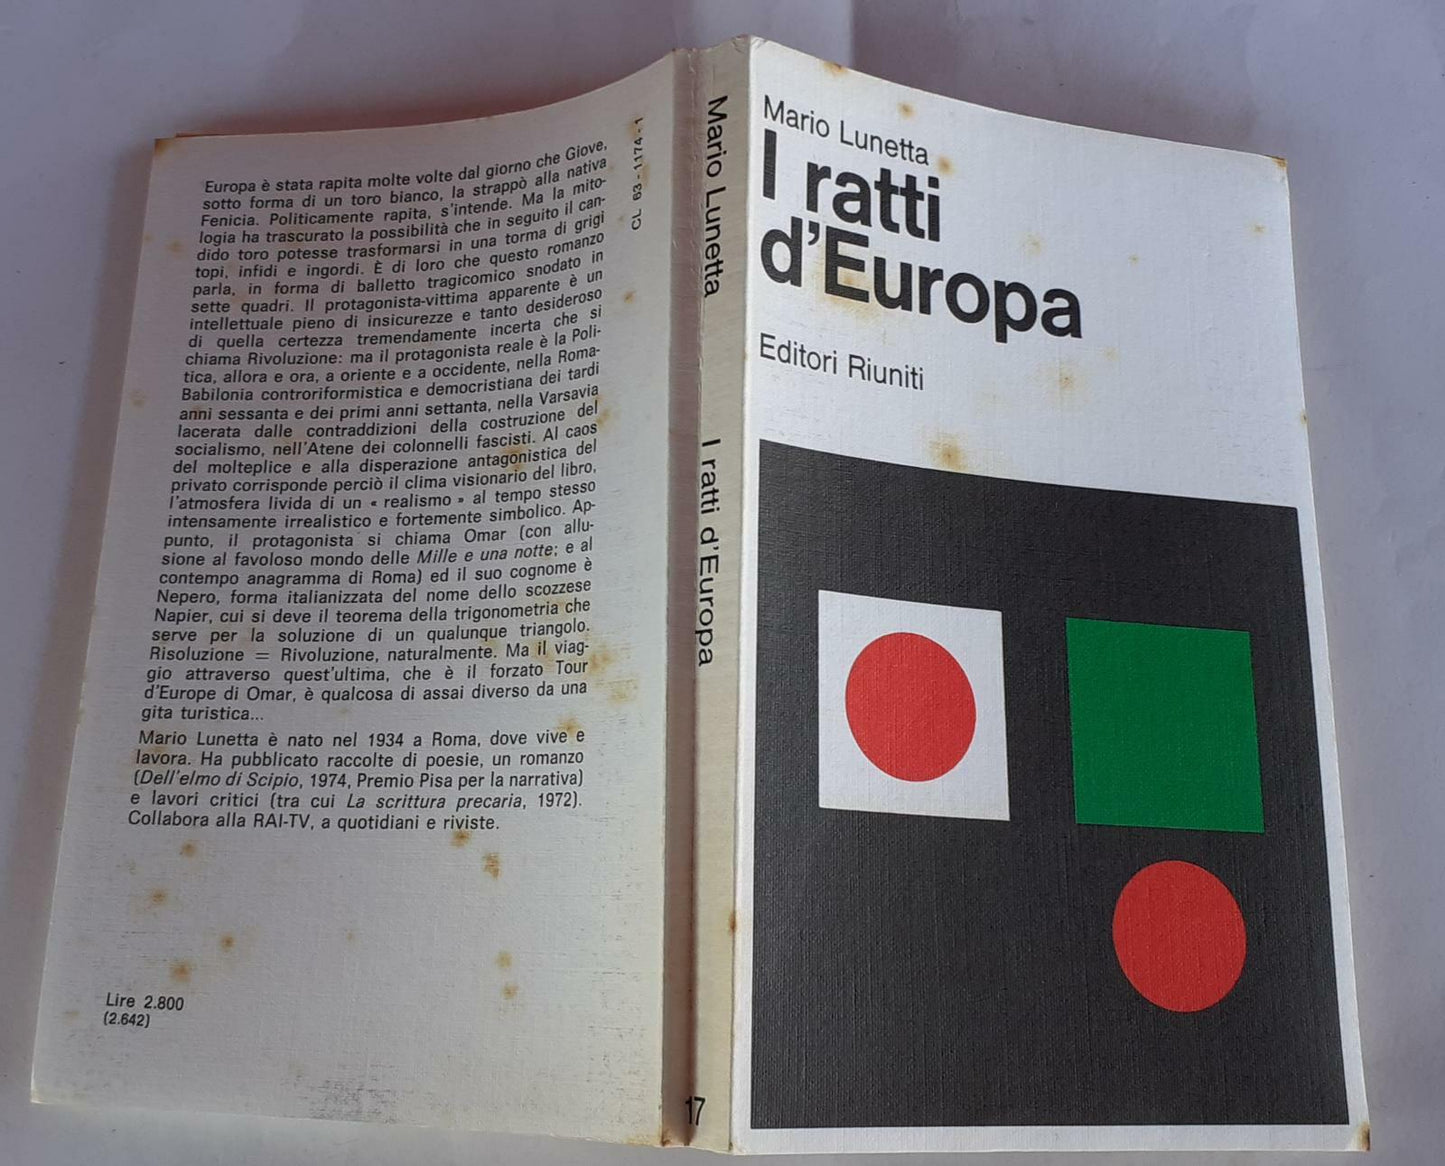 Europa è stata rapita molte volte dal giorno che Giove,
sotto forma di un toro bianco, la strappò alla nativa
Fenicia. Politicamente rapita, s'intende. Ma la mito-
logia ha trascurato la possibilità che in seguito il can-
dido toro potesse trasformarsi in una torma di grigi
topi, infidi e ingordi. È di loro che questo romanzo
parla, in forma di balletto tragicomico snodato in
sette quadri. Il protagonista-vittima apparente è un
intellettuale pieno di insicurezze e tanto desideroso
di quella certezza tremendamente incerta che si
chiama Rivoluzione: ma il protagonista reale è la Poli-
tica, allora e ora, a oriente e a occidente, nella Roma-
Babilonia controriformistica e democristiana dei tardi
anni sessanta e dei primi anni settanta, nella Varsavia
lacerata dalle contraddizioni della costruzione del
socialismo, nell'Atene dei colonnelli fascisti. Al caos
del molteplice e alla disperazione antagonistica del
privato corrisponde perciò il clima visionario del libro,
l'atmosfera livida di un « realismo » al tempo stesso
intensamente irrealistico e fortemente simbolico. Ap-
punto, il protagonista si chiama Omar (con allu-
sione al favoloso mondo delle Mille e una notte; e al
contempo anagramma di Roma) ed il suo cognome è
Nepero, forma italianizzata del nome dello scozzese
Napier, cui si deve il teorema della trigonometria che
serve per la soluzione di un qualunque triangolo.
Risoluzione = Rivoluzione, naturalmente. Ma il viag-
gio attraverso quest'ultima, che è il forzato Tour
d'Europe di Omar, è qualcosa di assai diverso da una
gita turistica...
Mario Lunetta è nato nel 1934 a Roma, dove vive e
lavora. Ha pubblicato raccolte di poesie, un romanzo
(Dell'elmo di Scipio, 1974, Premio Pisa per la narrativa)
e lavori critici (tra cui La scrittura precaria, 1972).
Collabora alla RAI-TV, a quotidiani e riviste.
Lire 2.800
(2.642)
CL 63-1174-1
Mario Lunetta
I ratti d'Europa
17
Mario Lunetta
I ratti
d'Europa
Editori Riuniti